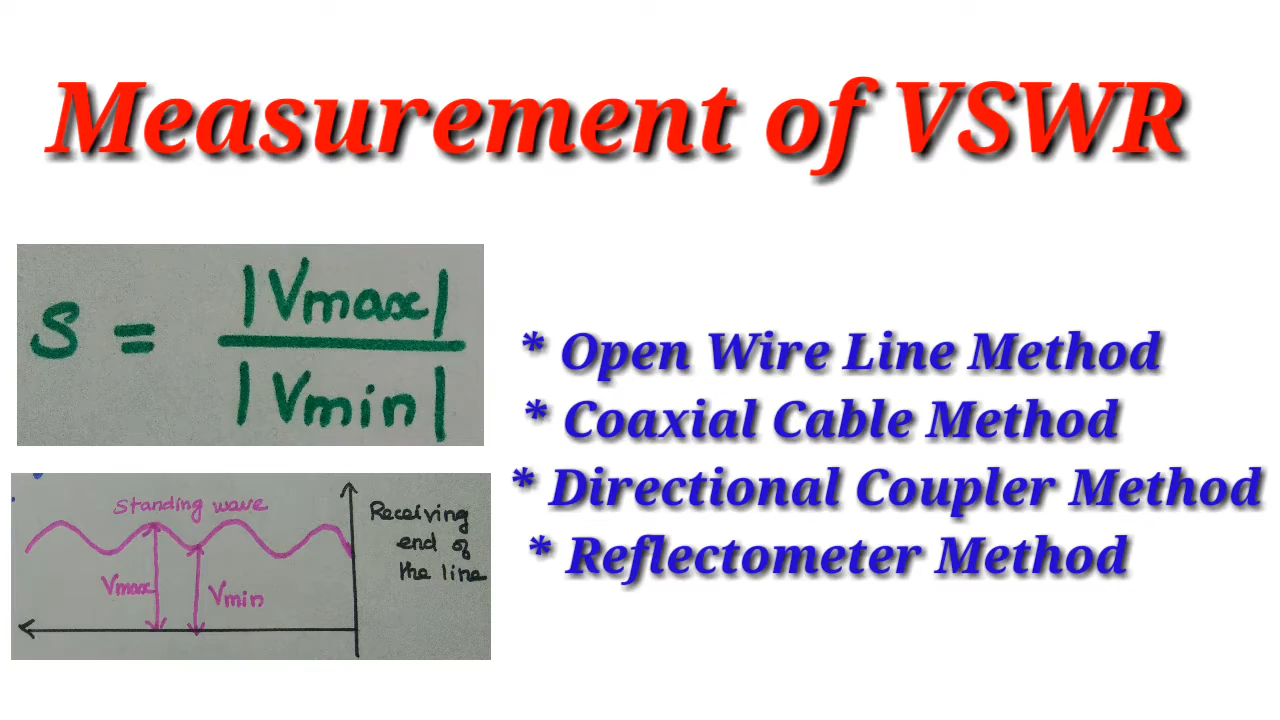 Measurement of VSWR
S = |Vmax|
|Vmin|
* Open Wire Line Method
* Coaxial Cable Method
* Directional Coupler Method
* Reflectometer Method
Standing wave
Vmax
Vmin
Receiving
end of
the line